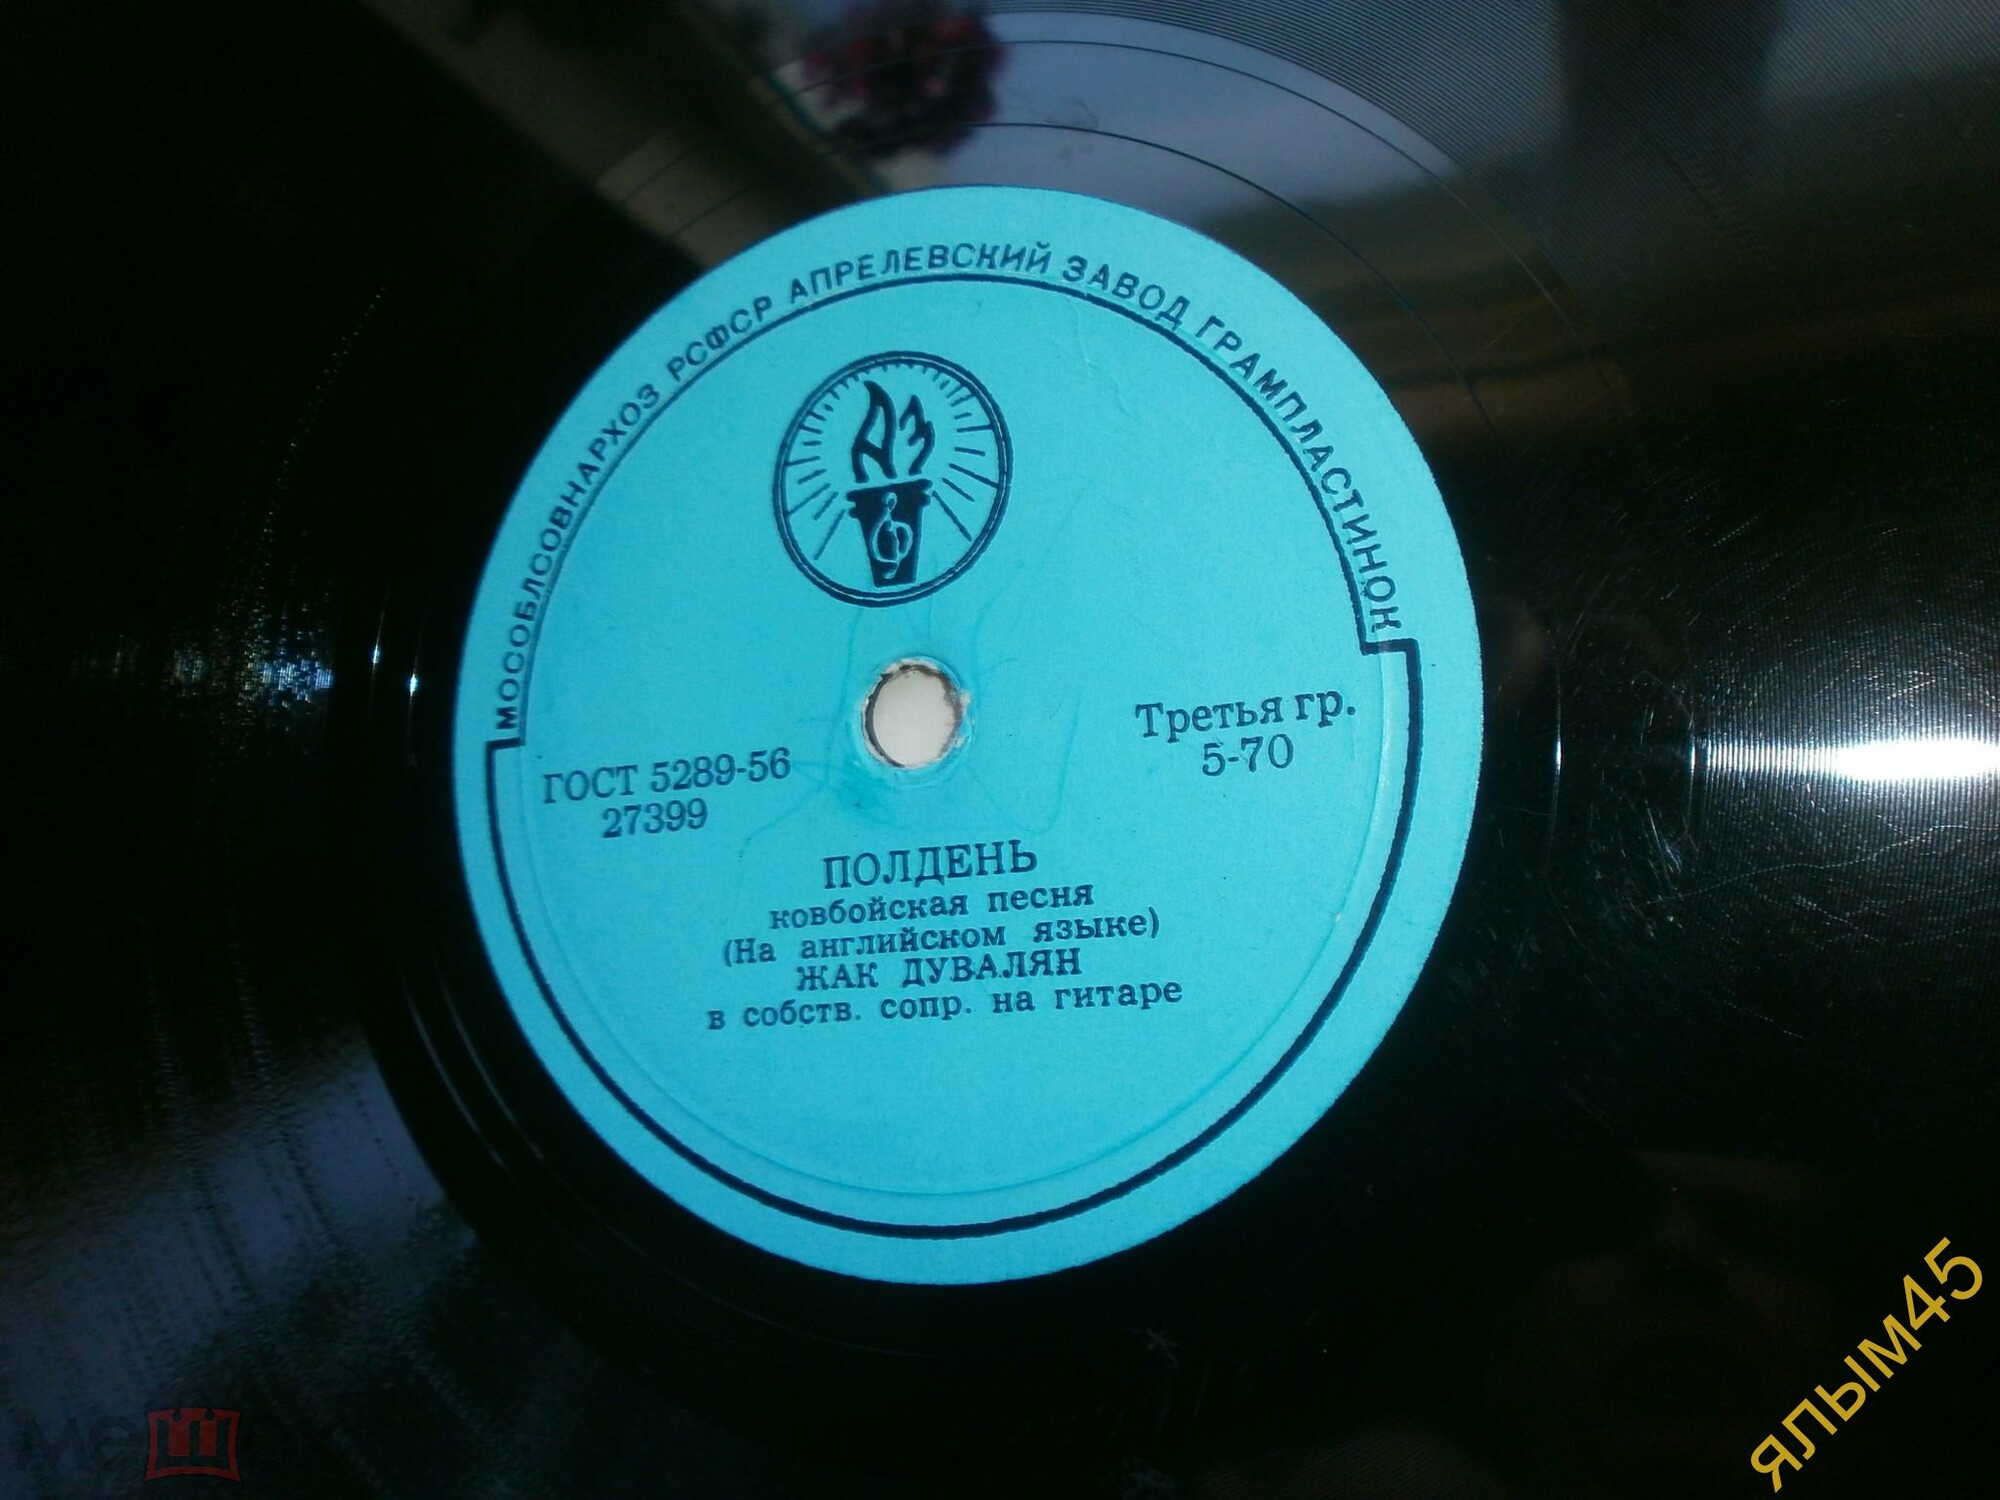 МОСОБЛСОВНАРХОЗ РСФСР АПРЕЛЕВСКИЙ ЗАВОД ГРАМПЛАСТИНОК
АЗ
ГОСТ 5289-56
27399
Третья гр.
5-70
ПОЛДЕНЬ
ковбойская песня
(На английском языке)
ЖАК ДУВАЛЯН
в собств. сопр. на гитаре
ялым45
мешок